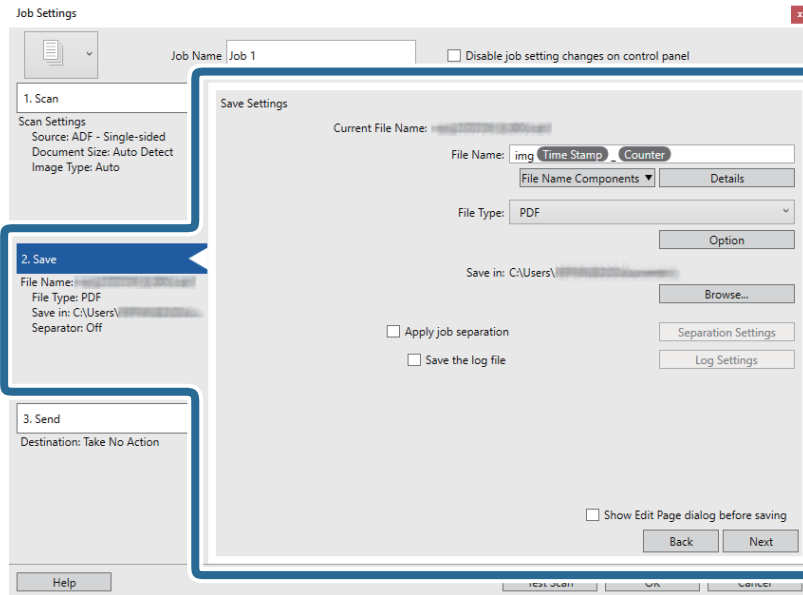 Job Settings
x
Job Name Job 1
Disable job setting changes on control panel
1. Scan
Scan Settings
Source: ADF - Single-sided
Document Size: Auto Detect
Image Type: Auto
2. Save
File Name:
File Type: PDF
Save in: C:\Users\
Separator: Off
3. Send
Destination: Take No Action
Save Settings
Current File Name:
File Name: img Time Stamp _ Counter
File Name Components ▼ Details
File Type: PDF
Option
Save in: C:\Users\
Browse...
Apply job separation Separation Settings
Save the log file Log Settings
Show Edit Page dialog before saving
Back Next
Help Test Scan OK Cancel